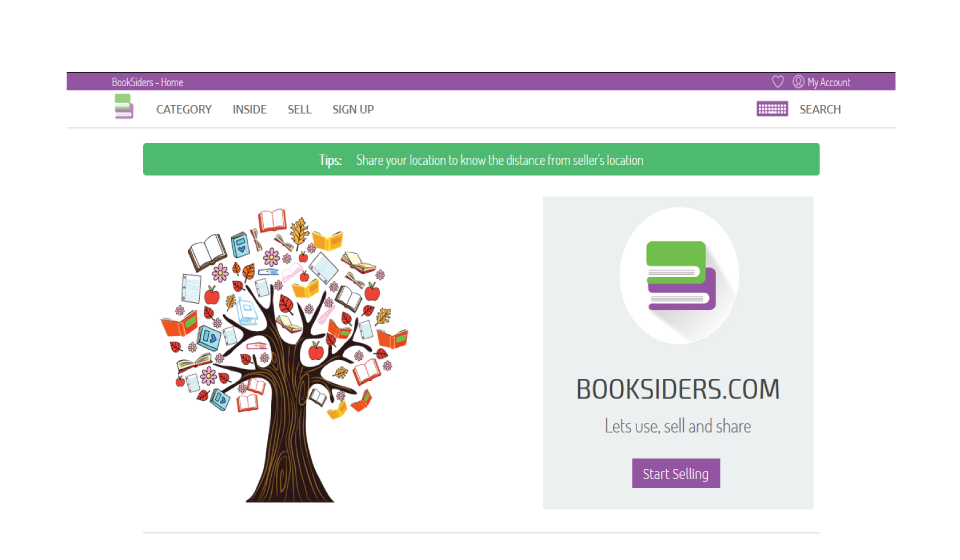 BookSiders - Home
My Account
CATEGORY INSIDE SELL SIGN UP
SEARCH
Tips: Share your location to know the distance from seller's location
BOOKSIDERS.COM
Lets use, sell and share
Start Selling